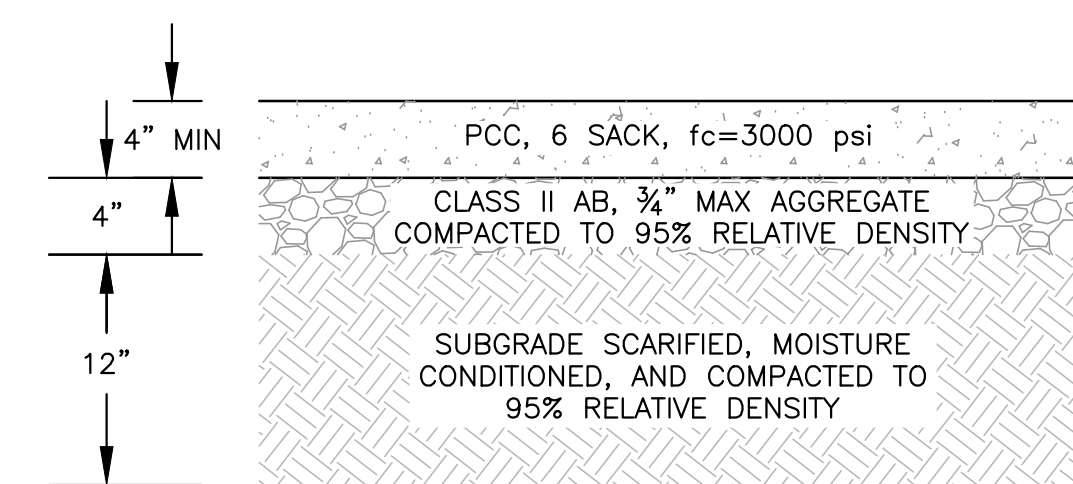 4” MIN
PCC, 6 SACK, fc=3000 psi
4”
CLASS II AB, ¾” MAX AGGREGATE
COMPACTED TO 95% RELATIVE DENSITY
12”
SUBGRADE SCARIFIED, MOISTURE
CONDITIONED, AND COMPACTED TO
95% RELATIVE DENSITY